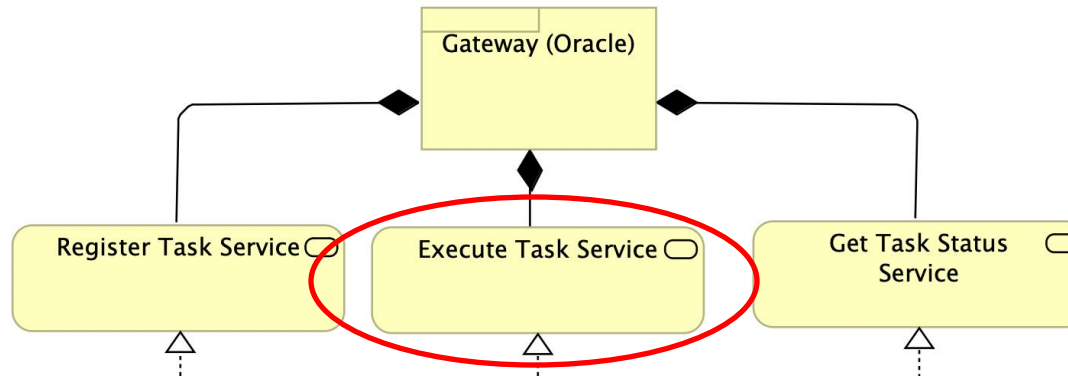 Gateway (Oracle)
Register Task Service
Execute Task Service
Get Task Status
Service